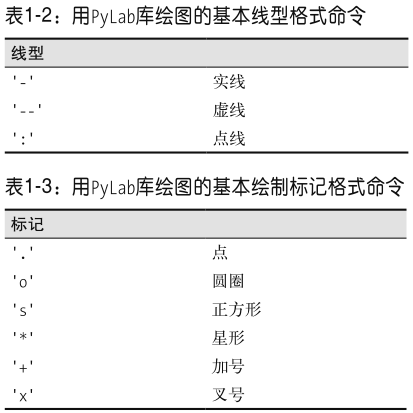 表1-2：用PyLab库绘图的基本线型格式命令
线型
'-' 实线
'--' 虚线
':' 点线
表1-3：用PyLab库绘图的基本绘制标记格式命令
标记
'.' 点
'o' 圆圈
's' 正方形
'*' 星形
'+' 加号
'x' 叉号